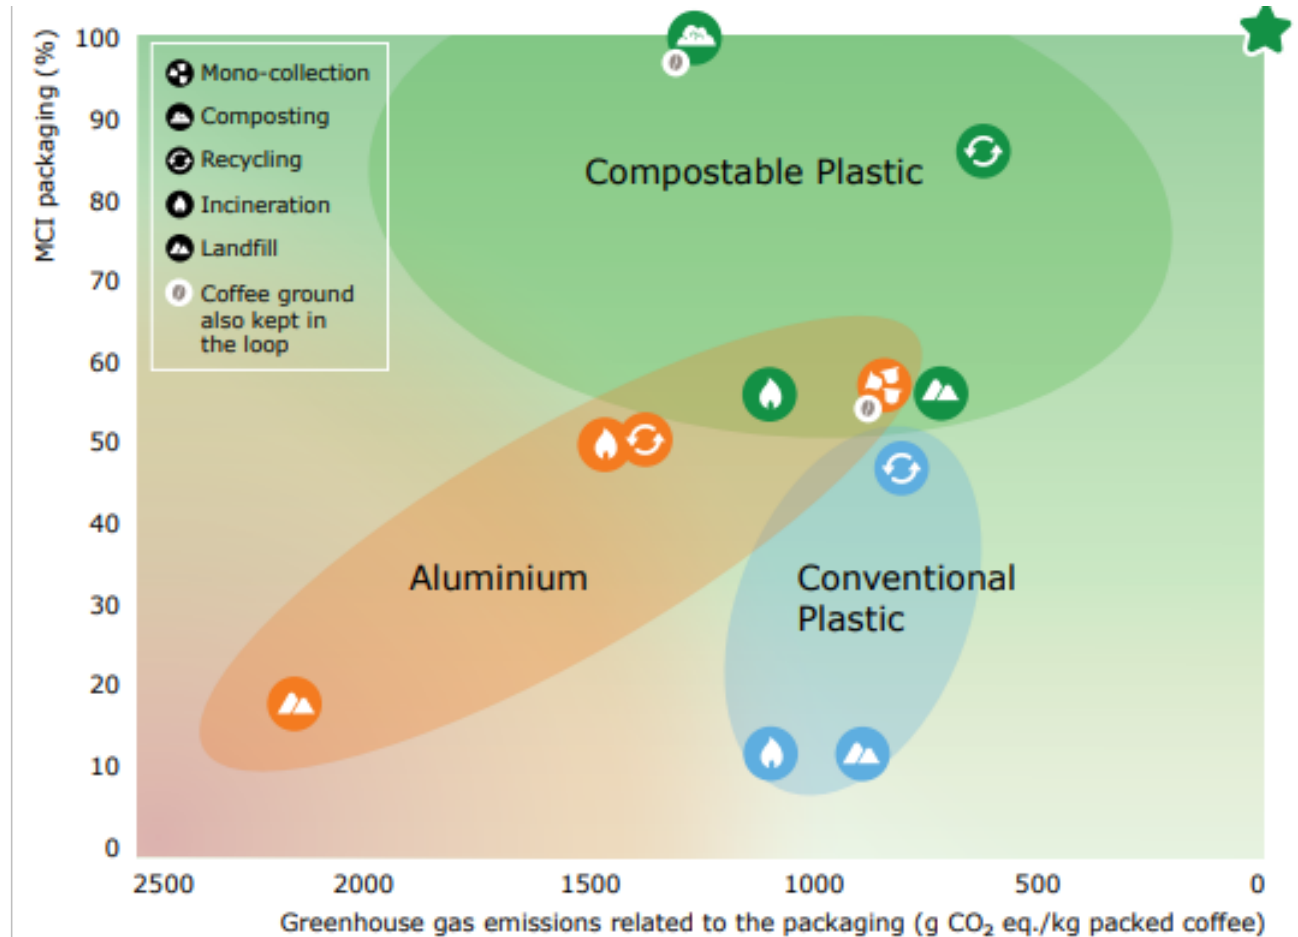 MCI packaging (%)
100
90
80
70
60
50
40
30
20
10
0
Mono-collection
Composting
Recycling
Incineration
Landfill
Coffee ground
also kept in
the loop
Compostable Plastic
Aluminium
Conventional
Plastic
2500 2000 1500 1000 500 0
Greenhouse gas emissions related to the packaging (g CO₂ eq./kg packed coffee)